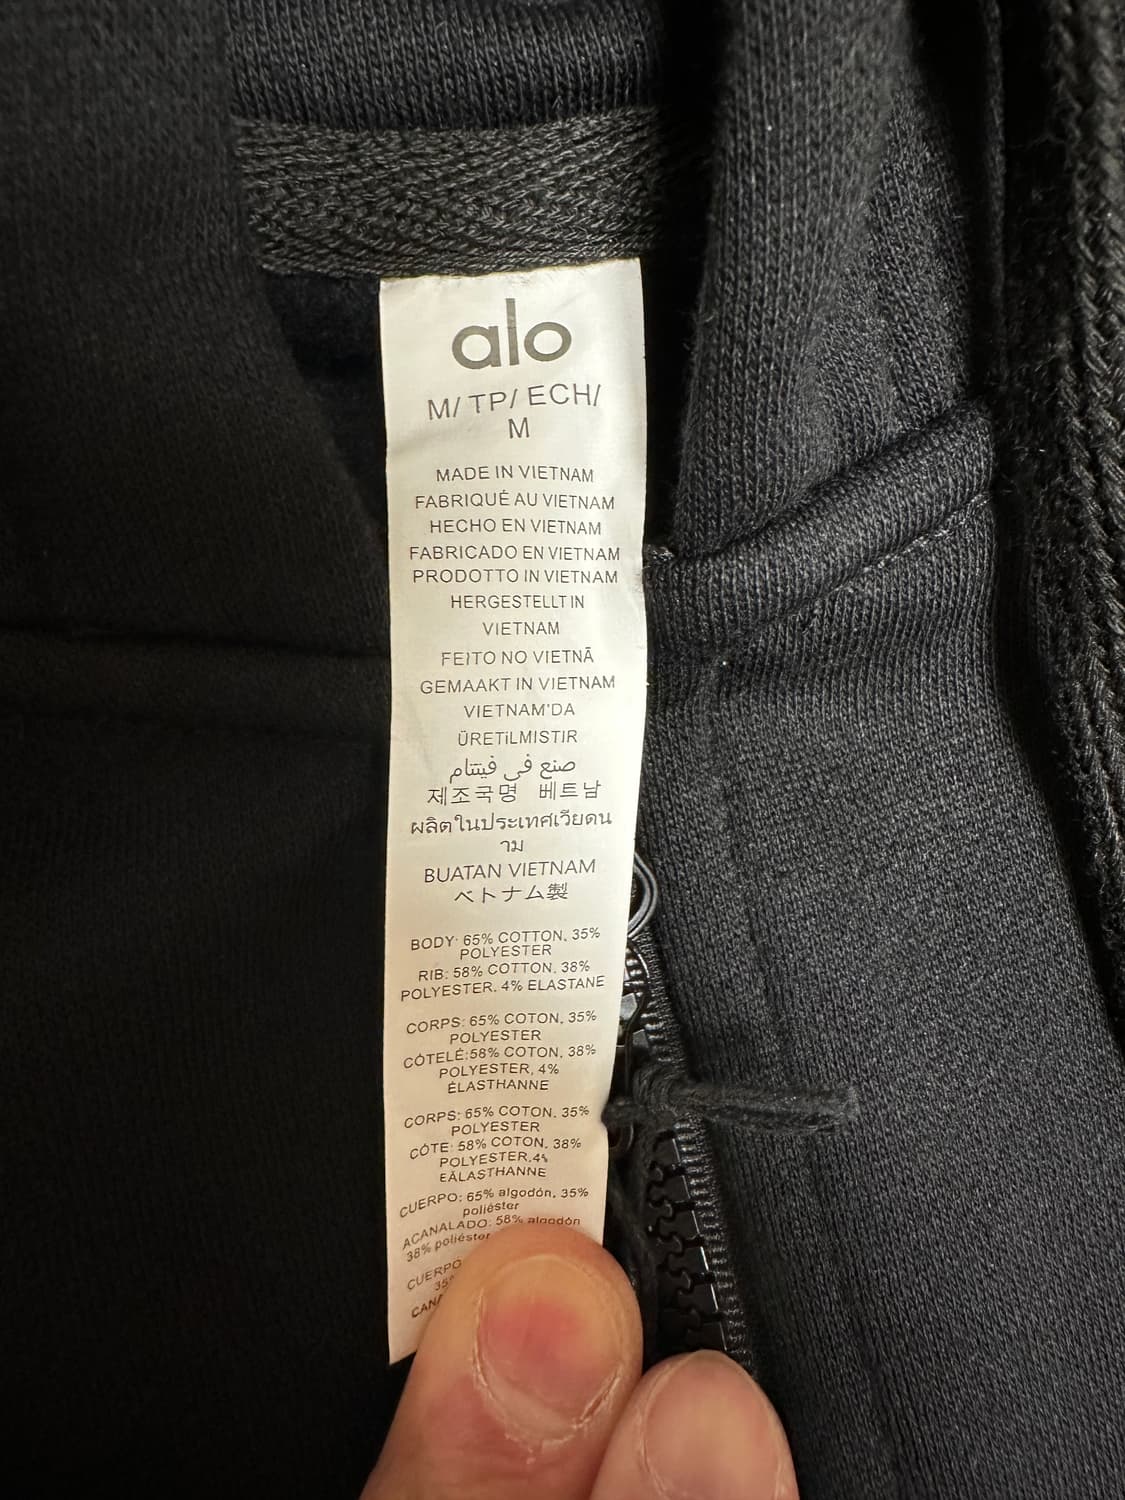 alo
M/ TP/ ECH/
M
MADE IN VIETNAM
FABRIQUÉ AU VIETNAM
HECHO EN VIETNAM
FABRICADO EN VIETNAM
PRODOTTO IN VIETNAM
HERGESTELLT IN
VIETNAM
FEITO NO VIETNÃ
GEMAAKT IN VIETNAM
VIETNAM'DA
ÜRETiLMISTIR
صنع في فيتنام
제조국명 베트남
ผลิตในประเทศเวียดน
าม
BUATAN VIETNAM
ベトナム製
BODY: 65% COTTON, 35%
POLYESTER
RIB: 58% COTTON, 38%
POLYESTER, 4% ELASTANE
CORPS: 65% COTON, 35%
POLYESTER
CÔTELÉ:58% COTON, 38%
POLYESTER, 4%
ÉLASTHANNE
CORPS: 65% COTON, 35%
POLYESTER
CÔTE: 58% COTON, 38%
POLYESTER,4%
EÄLASTHANNE
CUERPO: 65% algodón, 35%
poliéster
ACANALADO: 58% algodón
38% poliéster
CUERPO
35%